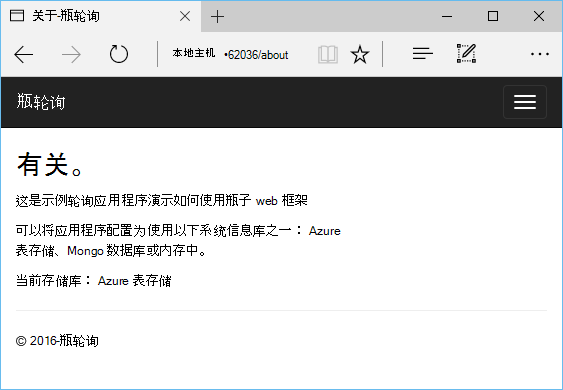 关于-瓶轮询
本地主机 •62036/about
瓶轮询
有关。
这是示例轮询应用程序演示如何使用瓶子 web 框架
可以将应用程序配置为使用以下系统信息库之一： Azure
表存储、Mongo 数据库或内存中。
当前存储库： Azure 表存储
© 2016-瓶轮询